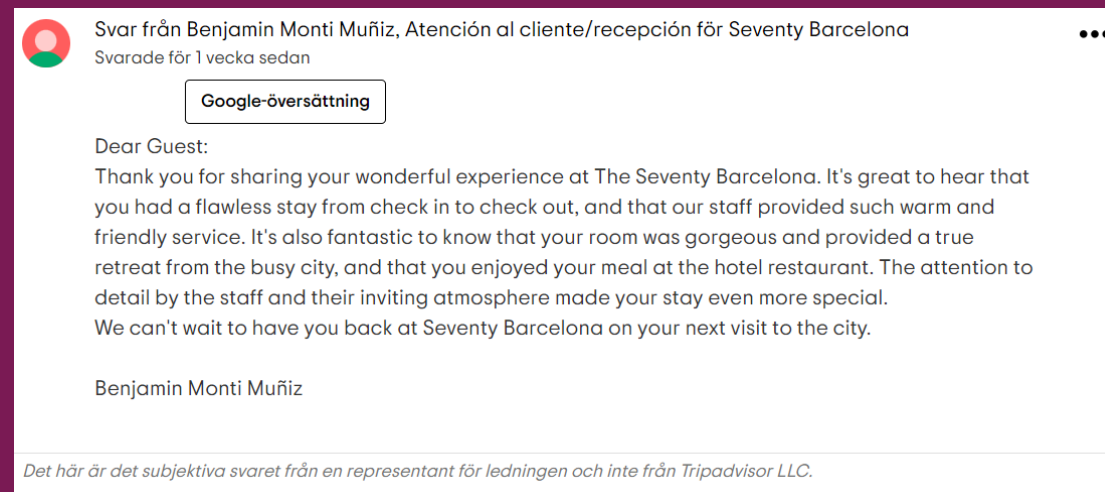 Svar från Benjamin Monti Muñiz, Atención al cliente/recepción för Seventy Barcelona
Svarade för 1 vecka sedan
Google-översättning
Dear Guest:
Thank you for sharing your wonderful experience at The Seventy Barcelona. It's great to hear that
you had a flawless stay from check in to check out, and that our staff provided such warm and
friendly service. It's also fantastic to know that your room was gorgeous and provided a true
retreat from the busy city, and that you enjoyed your meal at the hotel restaurant. The attention to
detail by the staff and their inviting atmosphere made your stay even more special.
We can't wait to have you back at Seventy Barcelona on your next visit to the city.
Benjamin Monti Muñiz
Det här är det subjektiva svaret från en representant för ledningen och inte från Tripadvisor LLC.